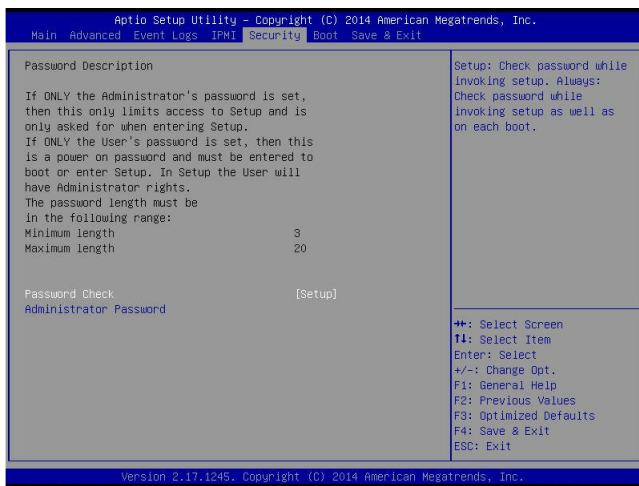 Aptio Setup Utility – Copyright (C) 2014 American Megatrends, Inc.
Main Advanced Event Logs IPMI Security Boot Save & Exit
Password Description
If ONLY the Administrator's password is set,
then this only limits access to Setup and is
only asked for when entering Setup.
If ONLY the User's password is set, then this
is a power on password and must be entered to
boot or enter Setup. In Setup the User will
have Administrator rights.
The password length must be
in the following range:
Minimum length 3
Maximum length 20
Password Check [Setup]
Administrator Password
Setup: Check password while
invoking setup. Always:
Check password while
invoking setup as well as
on each boot.
→←: Select Screen
↑↓: Select Item
Enter: Select
+/-: Change Opt.
F1: General Help
F2: Previous Values
F3: Optimized Defaults
F4: Save & Exit
ESC: Exit
Version 2.17.1245. Copyright (C) 2014 American Megatrends, Inc.